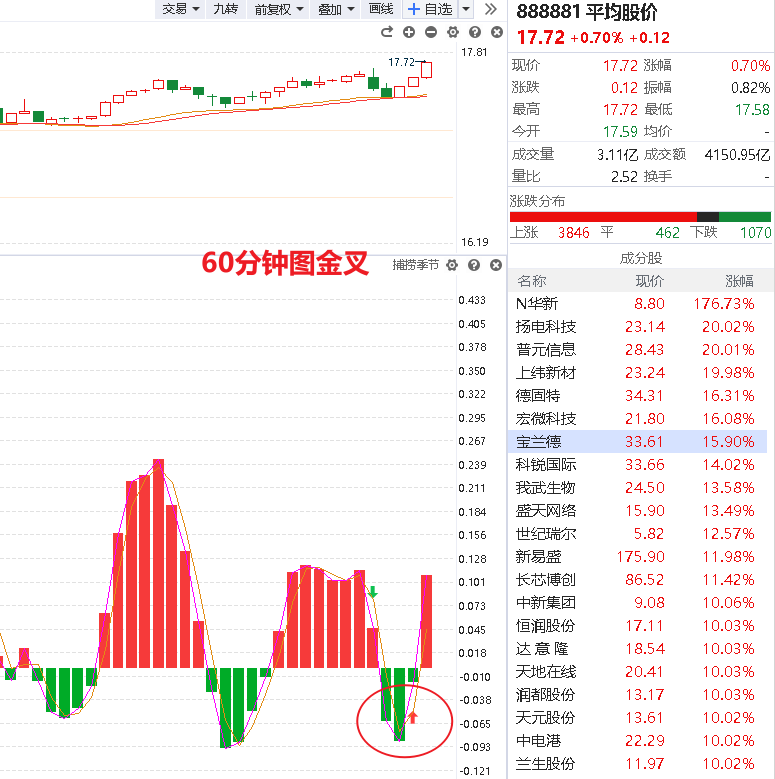 交易 九转 前复权 叠加 画线 自选
17.72
17.81
16.19
60分钟图金叉
捕捞季节
0.433
0.405
0.378
0.350
0.322
0.295
0.267
0.239
0.211
0.184
0.156
0.128
0.101
0.073
0.045
0.018
-0.010
-0.038
-0.065
-0.093
-0.121
888881 平均股价
17.72 +0.70% +0.12
现价 17.72 涨幅 0.70%
涨跌 0.12 振幅 0.82%
最高 17.72 最低 17.58
今开 17.59 均价 -
成交量 3.11亿 成交额 4150.95亿
量比 2.52 换手 -
涨跌分布
上涨 3846 平 462 下跌 1070
成分股
名称 现价 涨幅
N华新 8.80 176.73%
扬电科技 23.14 20.02%
普元信息 28.43 20.01%
上纬新材 23.24 19.98%
德固特 34.31 16.31%
宏微科技 21.80 16.08%
宝兰德 33.61 15.90%
科锐国际 33.66 14.02%
我武生物 24.50 13.58%
盛天网络 15.90 13.49%
世纪瑞尔 5.82 12.57%
新易盛 175.90 11.98%
长芯博创 86.52 11.42%
中新集团 9.08 10.06%
恒润股份 17.11 10.03%
达意隆 18.54 10.03%
天地在线 20.41 10.03%
润都股份 13.17 10.03%
天元股份 13.61 10.02%
中电港 22.29 10.02%
兰生股份 11.97 10.02%